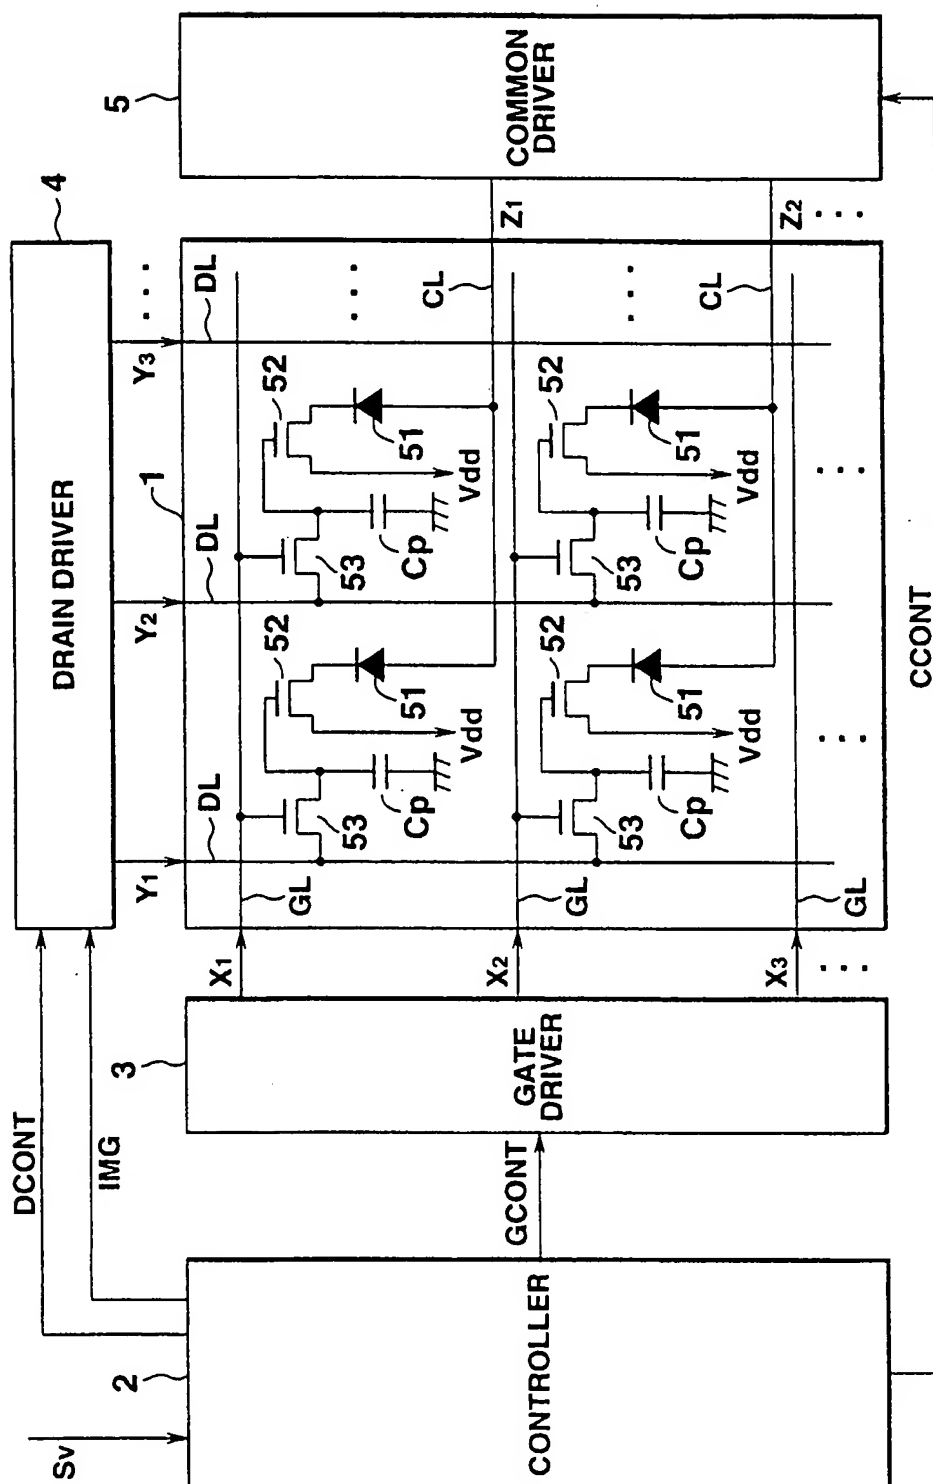 Sv
2
CONTROLLER
DCONT
IMG
GCONT
3
GATE
DRIVER
X1
X2
X3
...
4
DRAIN DRIVER
Y1
Y2
Y3
...
1
DL
DL
DL
GL
GL
GL
53
Cp
Vdd
52
51
53
Cp
Vdd
52
51
...
CL
Z1
53
Cp
Vdd
52
51
53
Cp
Vdd
52
51
...
CL
Z2
...
...
...
5
COMMON
DRIVER
CCONT